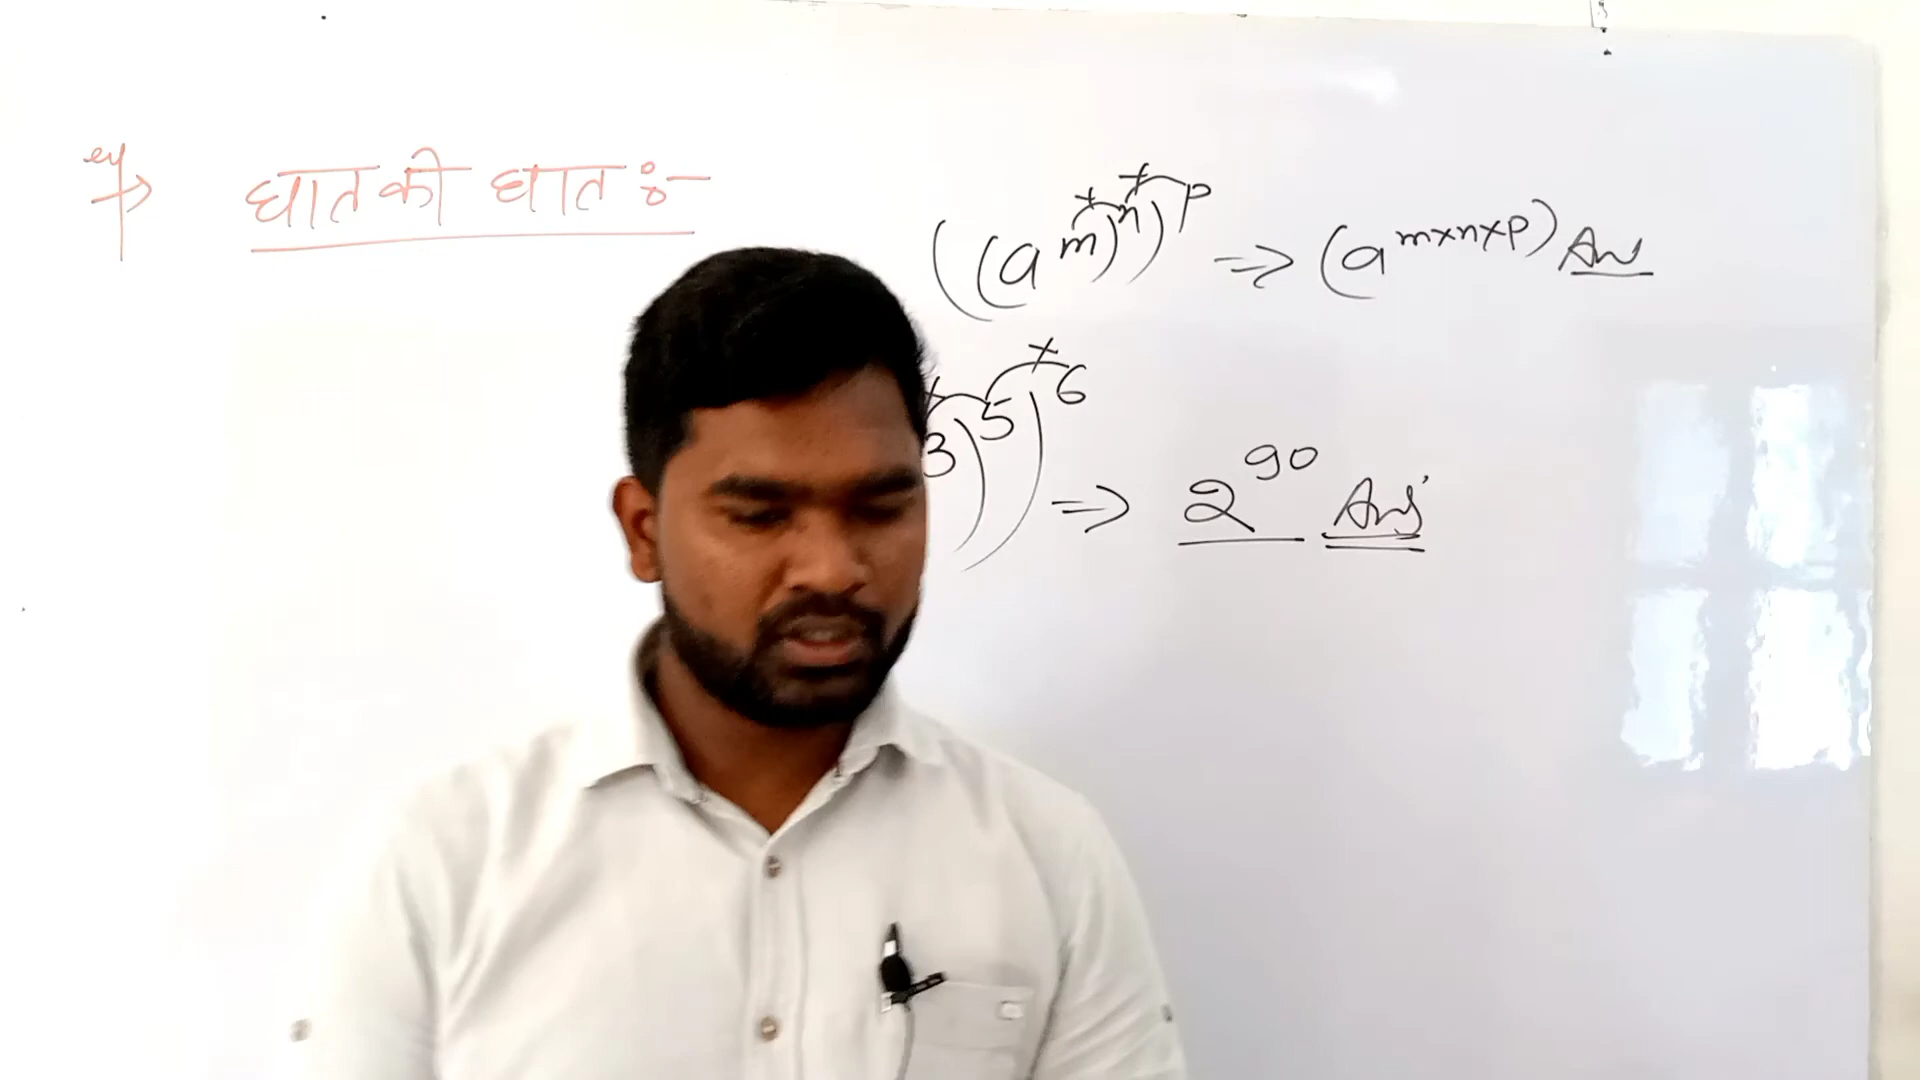 घात की घात :-
((a^m)^n)^p ⇒ (a^m×n×p) Ans
3)^5)^6 ⇒ 2^90 Ans